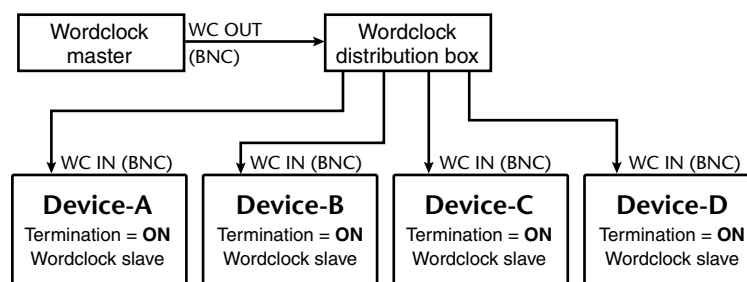 Wordclock
master
WC OUT
(BNC)
Wordclock
distribution box
WC IN (BNC)
WC IN (BNC)
WC IN (BNC)
WC IN (BNC)
Device-A
Termination = ON
Wordclock slave
Device-B
Termination = ON
Wordclock slave
Device-C
Termination = ON
Wordclock slave
Device-D
Termination = ON
Wordclock slave